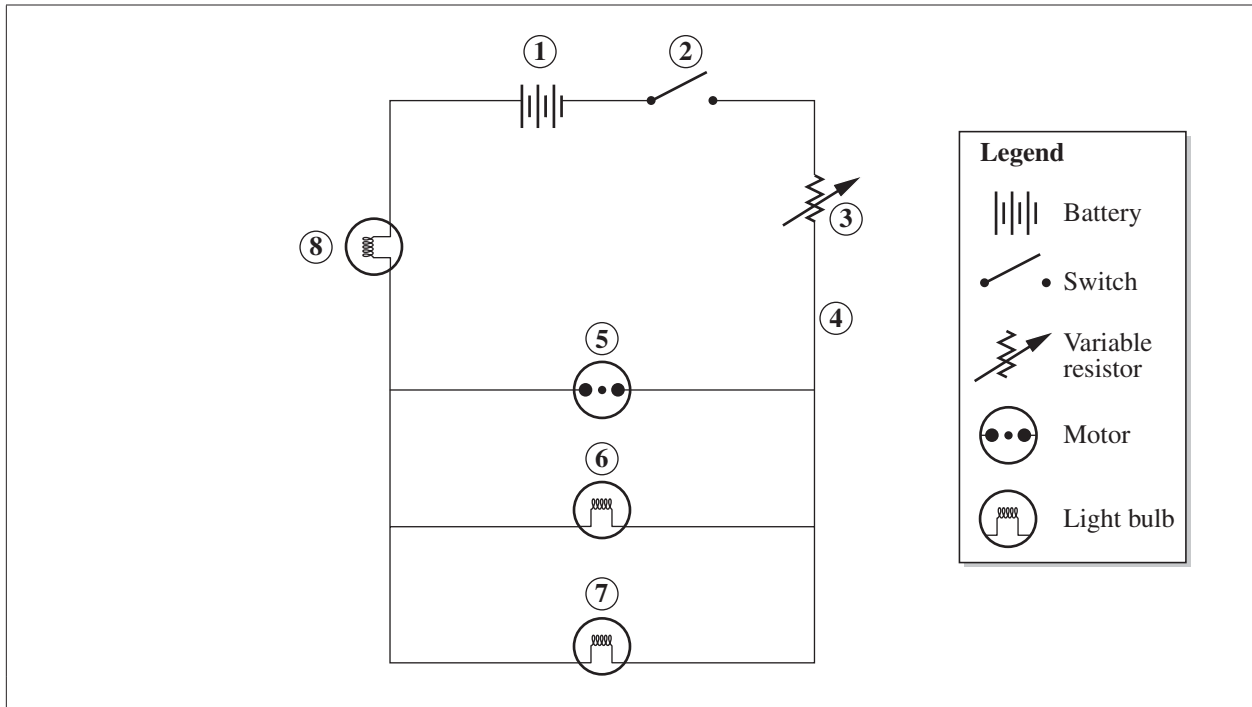 1
2
3
4
5
6
7
8
Legend
Battery
Switch
Variable
resistor
Motor
Light bulb